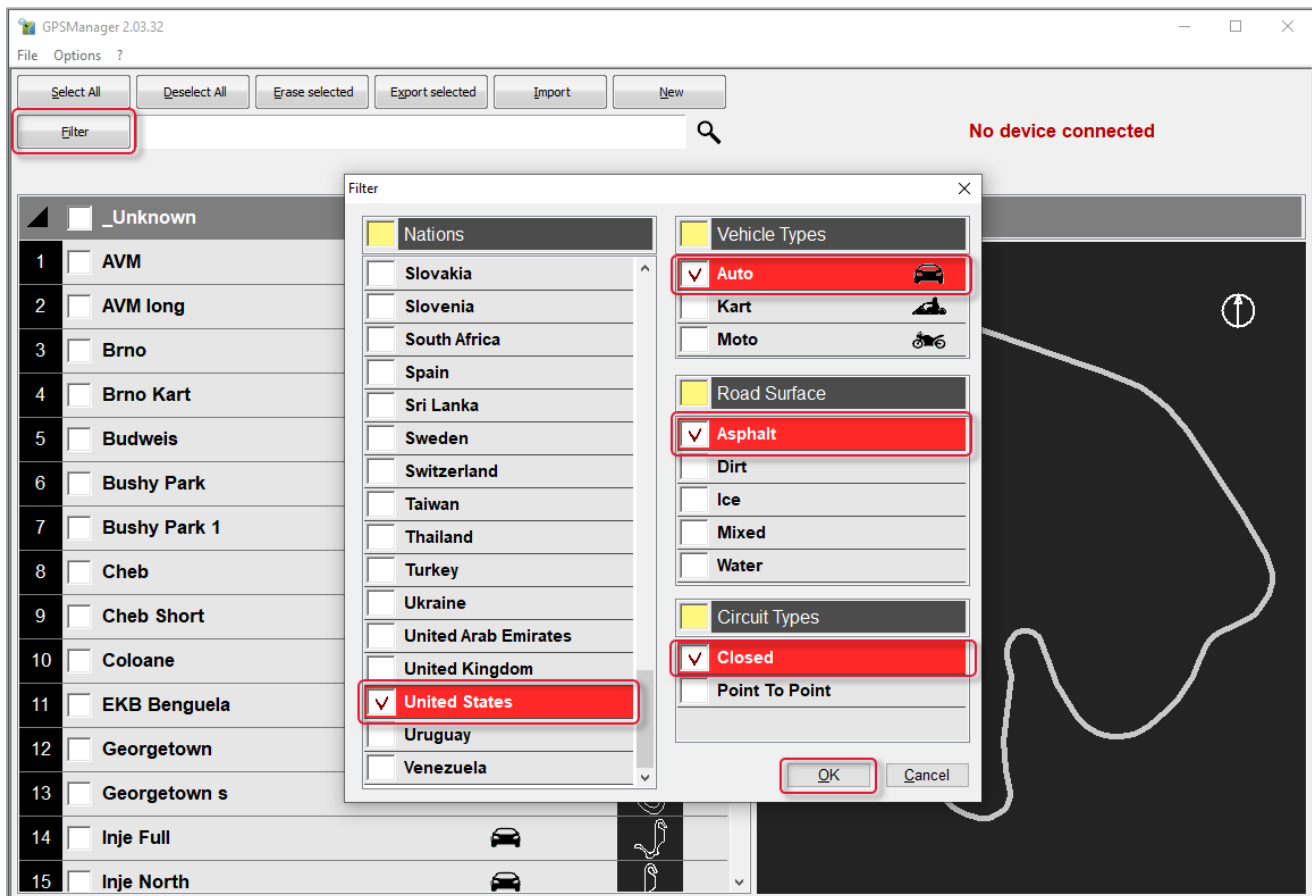 GPSManager 2.03.32
File Options ?
Select All Deselect All Erase selected Export selected Import New
Filter
No device connected
_Unknown
1 AVM
2 AVM long
3 Brno
4 Brno Kart
5 Budweis
6 Bushy Park
7 Bushy Park 1
8 Cheb
9 Cheb Short
10 Coloane
11 EKB Benguela
12 Georgetown
13 Georgetown s
14 Inje Full
15 Inje North
Filter
Nations
Slovakia
Slovenia
South Africa
Spain
Sri Lanka
Sweden
Switzerland
Taiwan
Thailand
Turkey
Ukraine
United Arab Emirates
United Kingdom
United States
Uruguay
Venezuela
Vehicle Types
Auto
Kart
Moto
Road Surface
Asphalt
Dirt
Ice
Mixed
Water
Circuit Types
Closed
Point To Point
OK Cancel